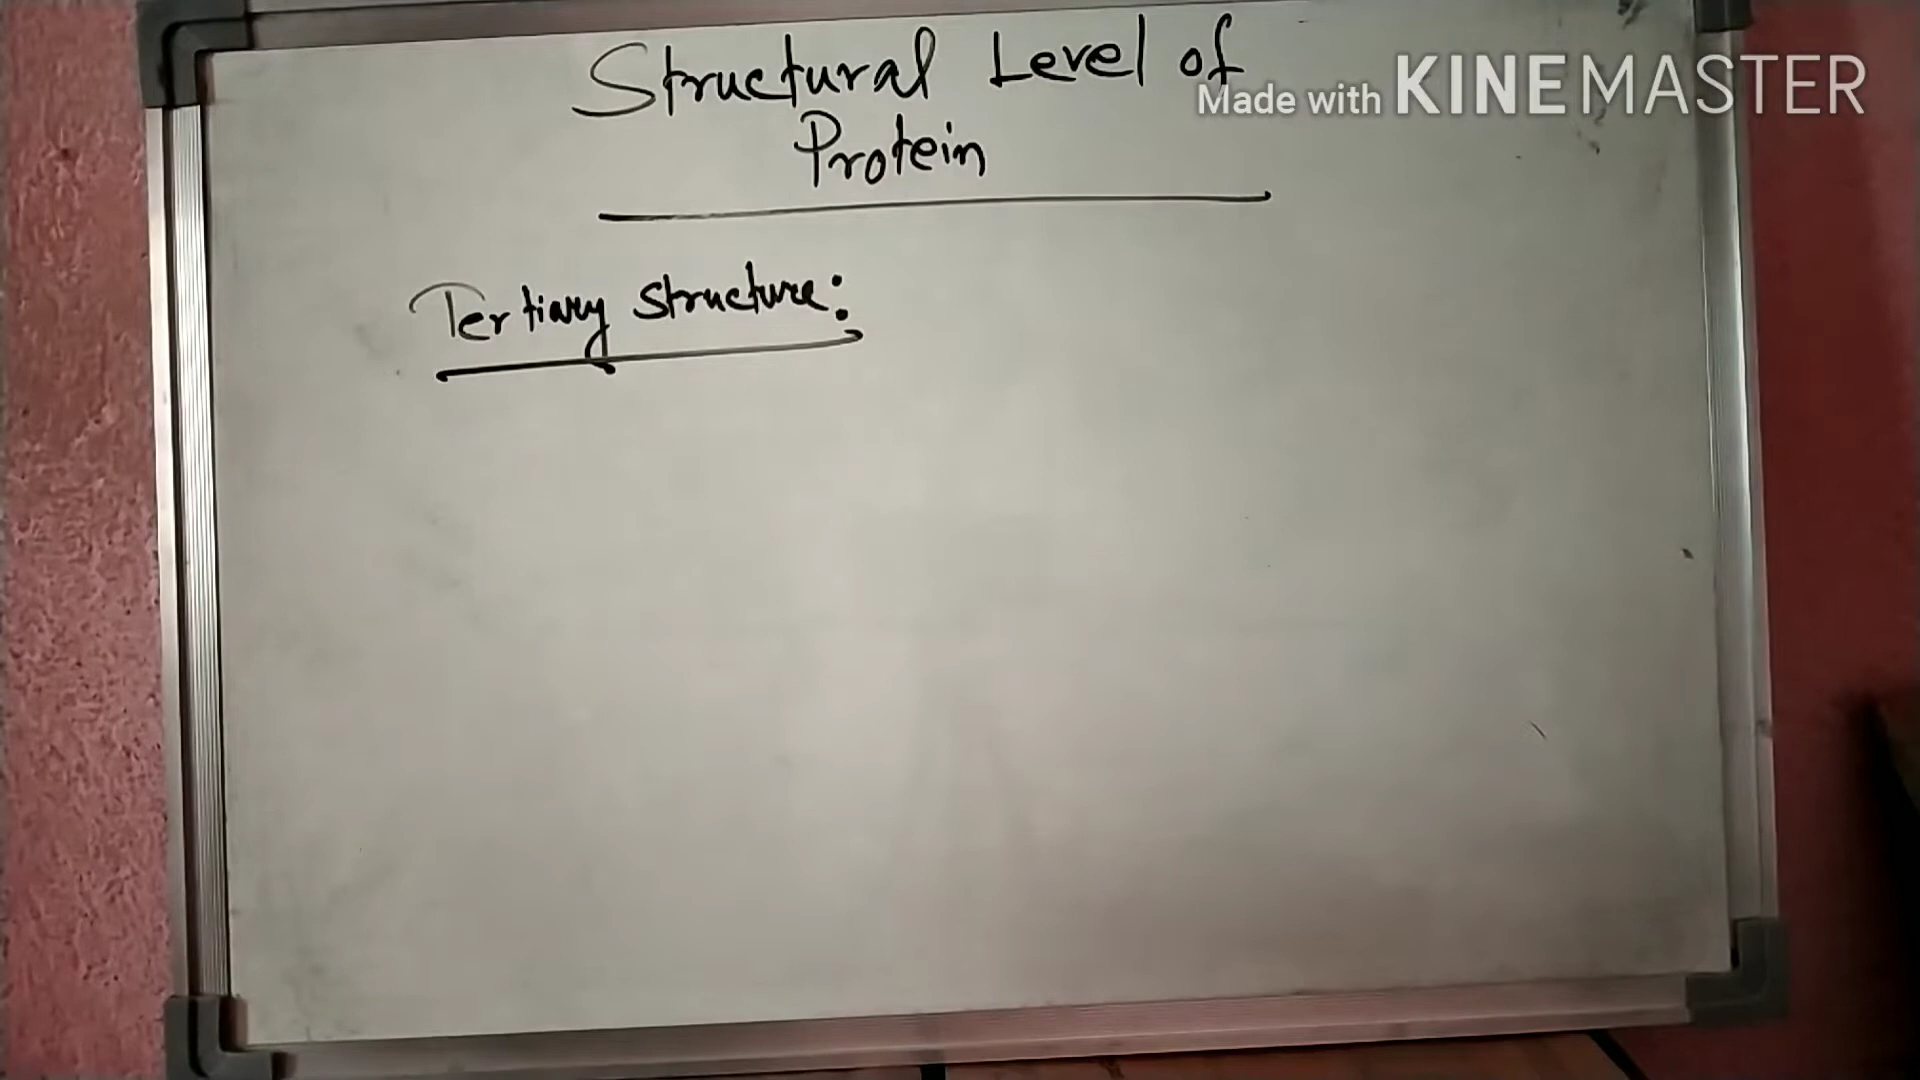 Structural Level of
Made with KINEMASTER
Protein
Tertiary structure: